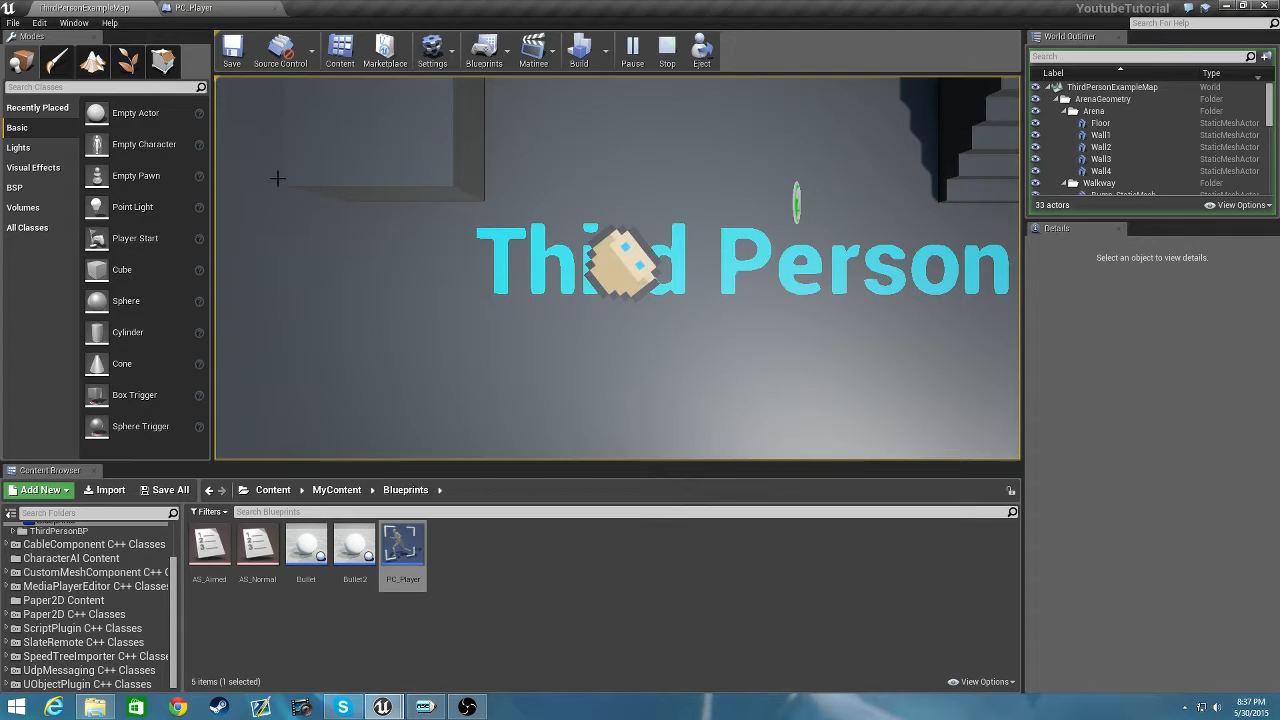 ThirdPersonExampleMap
PC_Player
YoutubeTutorial
File Edit Window Help
Search For Help
Modes
Search Classes
Recently Placed
Basic
Lights
Visual Effects
BSP
Volumes
All Classes
Empty Actor
Empty Character
Empty Pawn
Point Light
Player Start
Cube
Sphere
Cylinder
Cone
Box Trigger
Sphere Trigger
Save
Source Control
Content
Marketplace
Settings
Blueprints
Matinee
Build
Pause
Stop
Eject
Third Person
World Outliner
Search...
Label Type
ThirdPersonExampleMap World
ArenaGeometry Folder
Arena Folder
Floor StaticMeshActor
Wall1 StaticMeshActor
Wall2 StaticMeshActor
Wall3 StaticMeshActor
Wall4 StaticMeshActor
Walkway Folder
33 actors
View Options
Details
Select an object to view details.
Content Browser
Add New
Import
Save All
Content
MyContent
Blueprints
Search Folders
Filters
Search Blueprints
ThirdPersonBP
CableComponent C++ Classes
CharacterAI Content
CustomMeshComponent C++
MediaPlayerEditor C++ Classes
Paper2D Content
Paper2D C++ Classes
ScriptPlugin C++ Classes
SlateRemote C++ Classes
SpeedTreeImporter C++ Classe
UdpMessaging C++ Classes
UObjectPlugin C++ Classes
AS_Armed
AS_Normal
Bullet
Bullet2
PC_Player
5 items (1 selected)
View Options
8:37 PM
5/30/2015